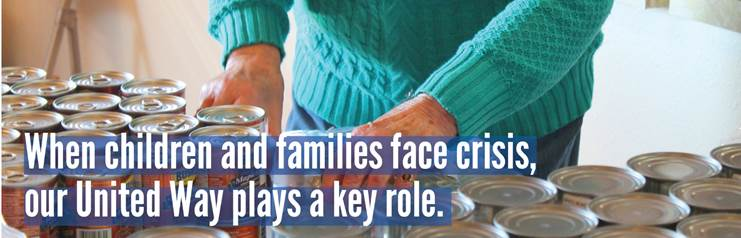 When children and families face crisis,
our United Way plays a key role.